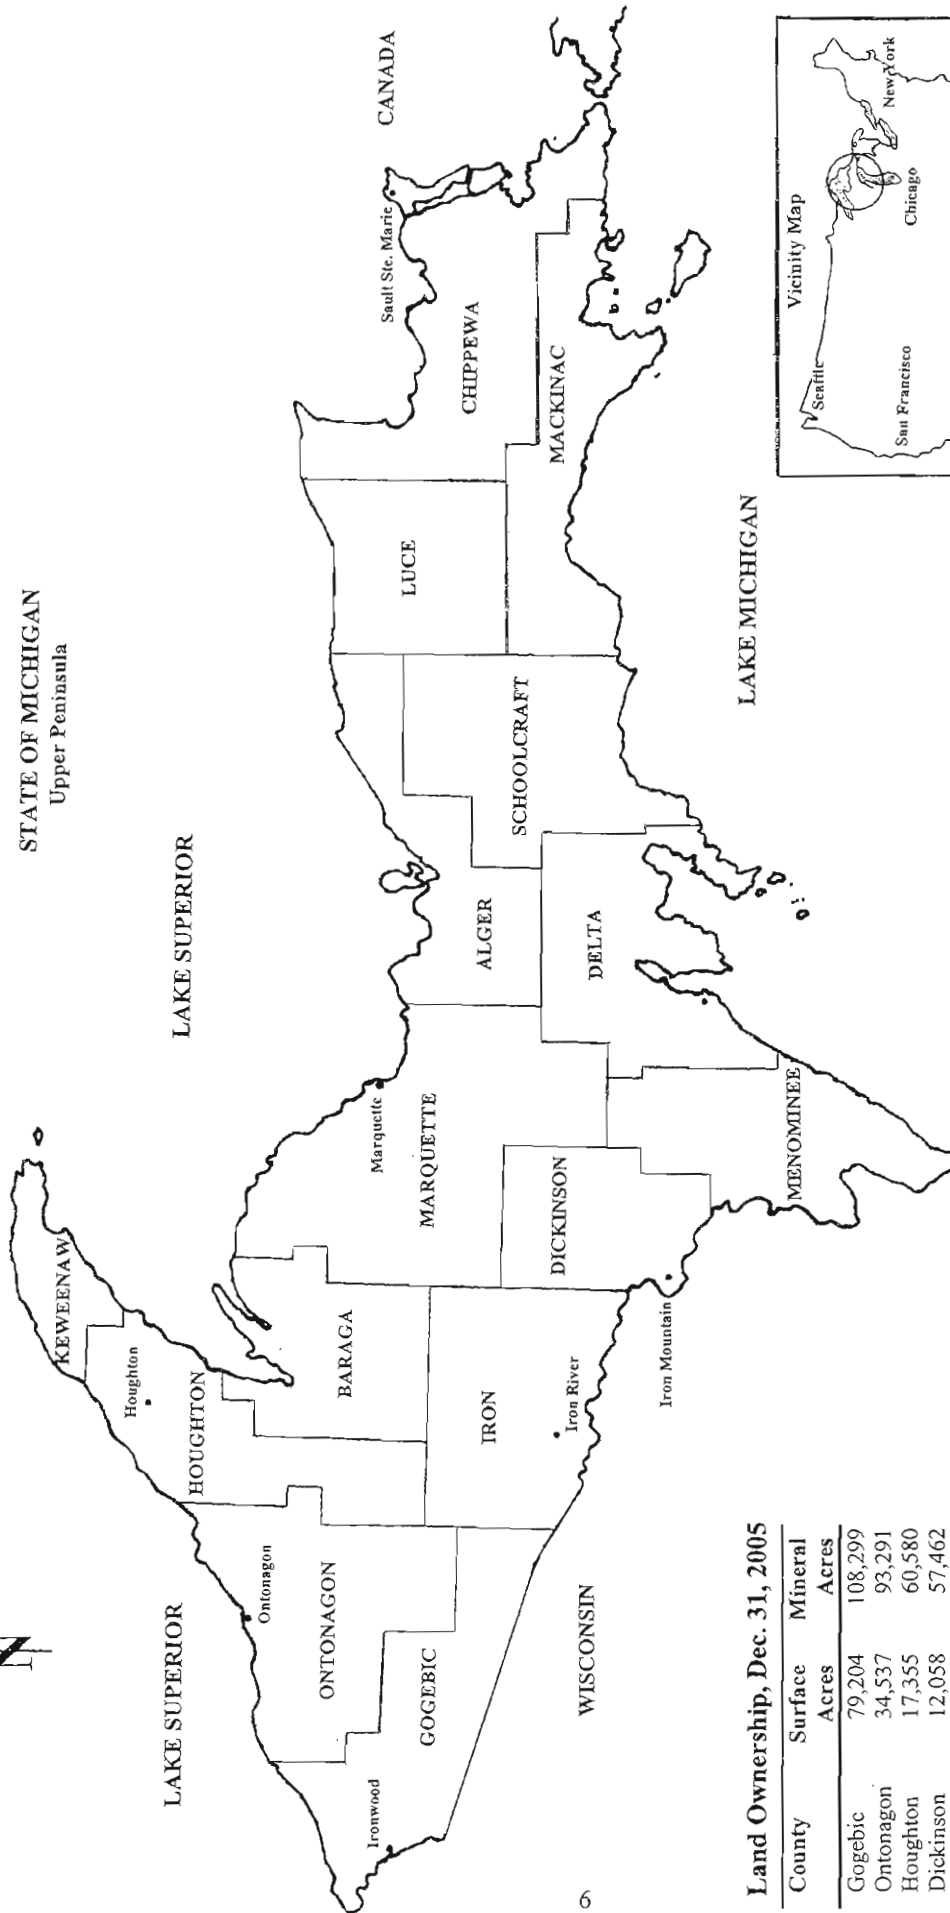 STATE OF MICHIGAN
Upper Peninsula
N
LAKE SUPERIOR
LAKE SUPERIOR
CANADA
KEWEENAW
Houghton
HOUGHTON
Ontonagon
ONTONAGON
BARAGA
Marquette
MARQUETTE
ALGER
LUCE
CHIPPEWA
Sault Ste. Marie
MACKINAC
SCHOOLCRAFT
DELTA
DICKINSON
IRON
Iron River
Iron Mountain
MENOMINEE
GOGEBIC
Ironwood
WISCONSIN
LAKE MICHIGAN
Vicinity Map
Seattle
San Francisco
Chicago
New York
Land Ownership, Dec. 31, 2005
County Surface Mineral
Acres Acres
Gogebic 79,204 108,299
Ontonagon 34,537 93,291
Houghton 17,355 60,580
Dickinson 12,058 57,462
6